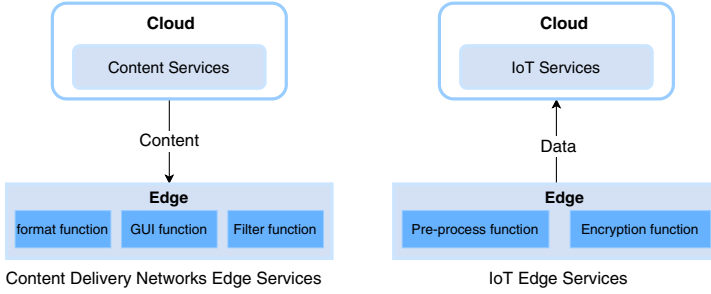 Cloud
Content Services
Content
Edge
format function
GUI function
Filter function
Content Delivery Networks Edge Services
Cloud
IoT Services
Data
Edge
Pre-process function
Encryption function
IoT Edge Services